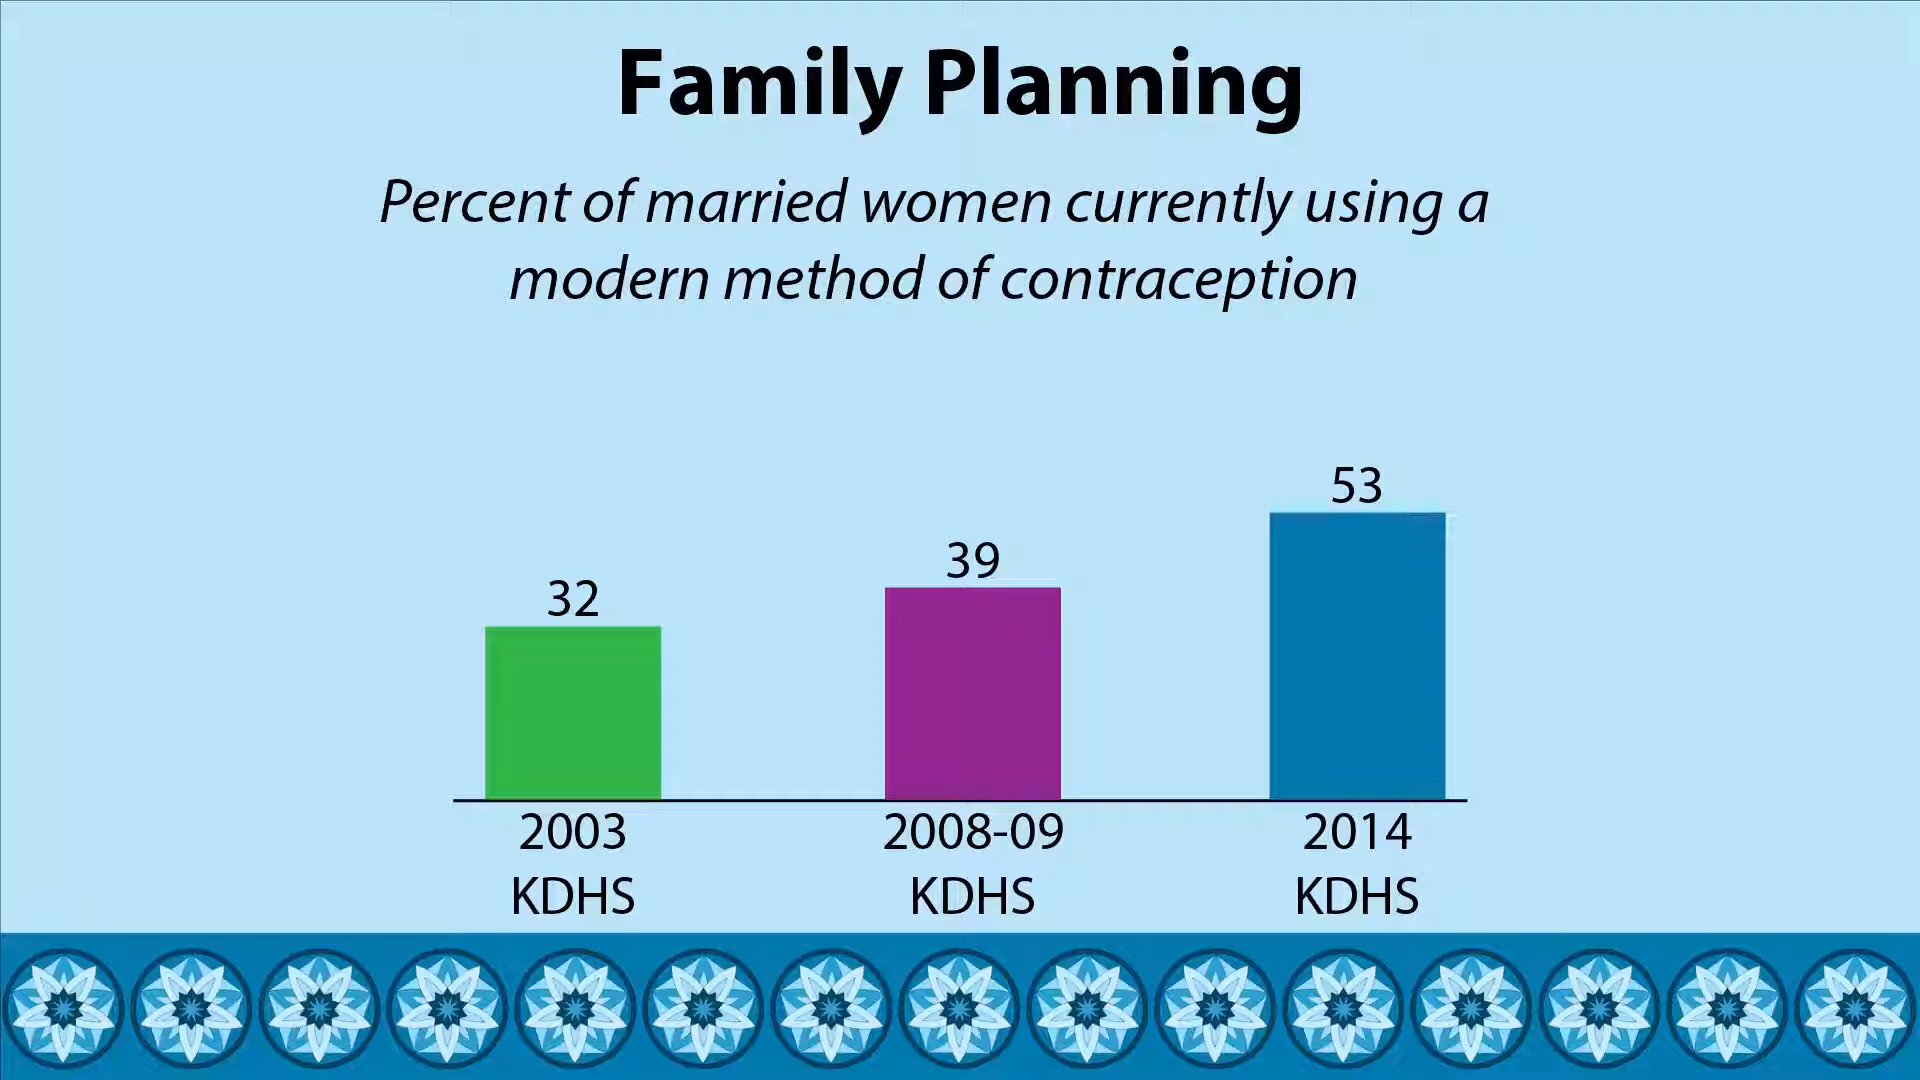 Family Planning
Percent of married women currently using a
modern method of contraception
32
39
53
2003
KDHS
2008-09
KDHS
2014
KDHS